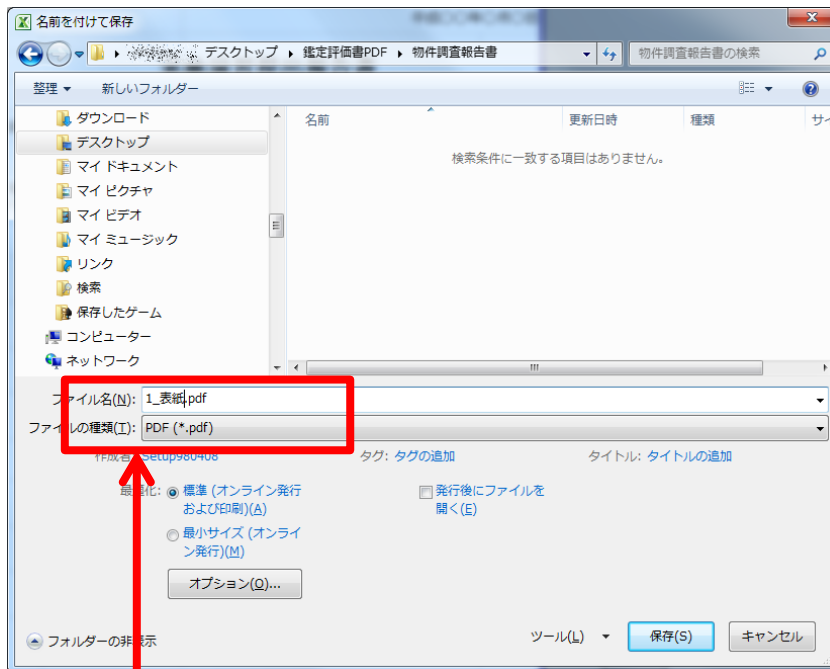 名前を付けて保存
デスクトップ ▸ 鑑定評価書PDF ▸ 物件調査報告書
物件調査報告書の検索
整理 ▼ 新しいフォルダー
ダウンロード
デスクトップ
マイ ドキュメント
マイ ピクチャ
マイ ビデオ
マイ ミュージック
リンク
検索
保存したゲーム
コンピューター
ネットワーク
名前 更新日時 種類 サイ
検索条件に一致する項目はありません。
ファイル名(N): 1_表紙.pdf
ファイルの種類(T): PDF (*.pdf)
作成者: Setup980408 タグ: タグの追加 タイトル: タイトルの追加
最適化: 標準 (オンライン発行
および印刷)(A)
最小サイズ (オンライ
ン発行)(M)
発行後にファイルを
開く(E)
オプション(O)...
フォルダーの非表示
ツール(L) ▼ 保存(S) キャンセル